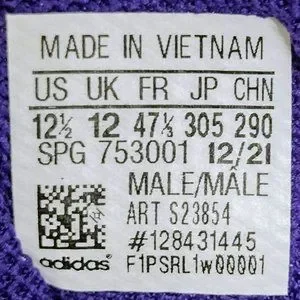 MADE IN VIETNAM
US UK FR JP CHN
12½ 12 47⅓ 305 290
SPG 753001 12/21
MALE/MÂLE
ART S23854
#128431445
adidas F1PSRL1w00001